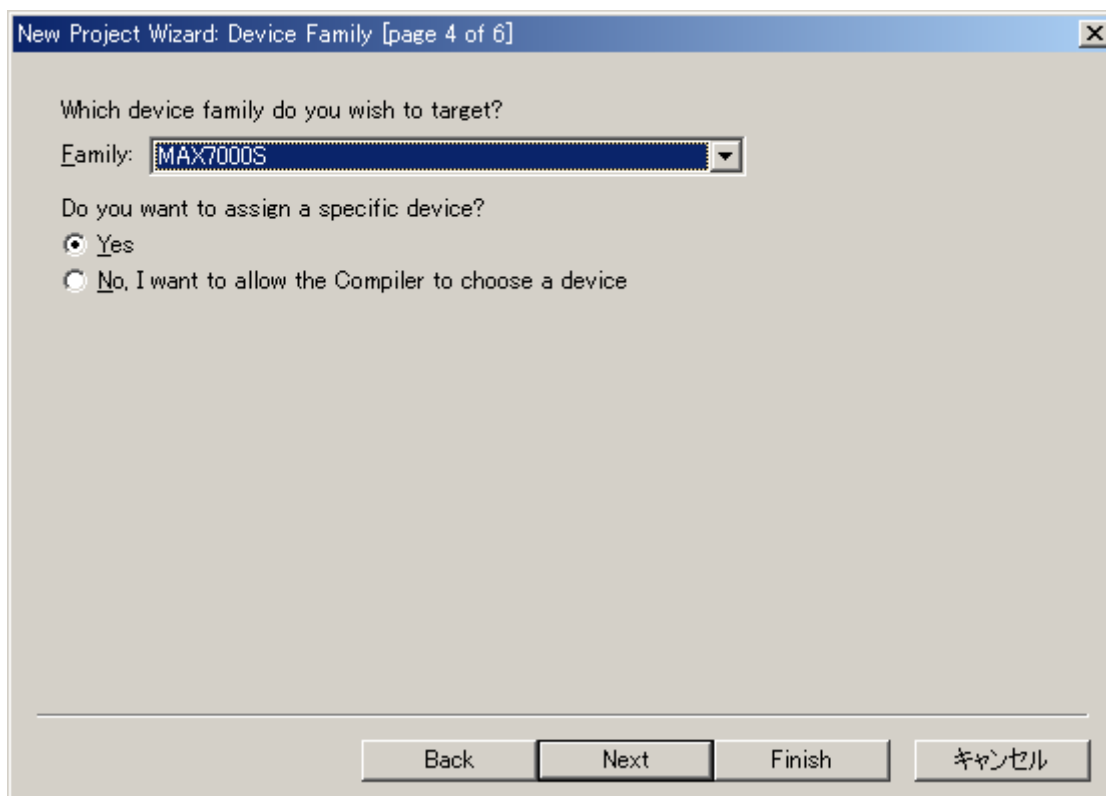 New Project Wizard: Device Family [page 4 of 6]
Which device family do you wish to target?
Family: MAX7000S
Do you want to assign a specific device?
Yes
No, I want to allow the Compiler to choose a device
Back Next Finish キャンセル